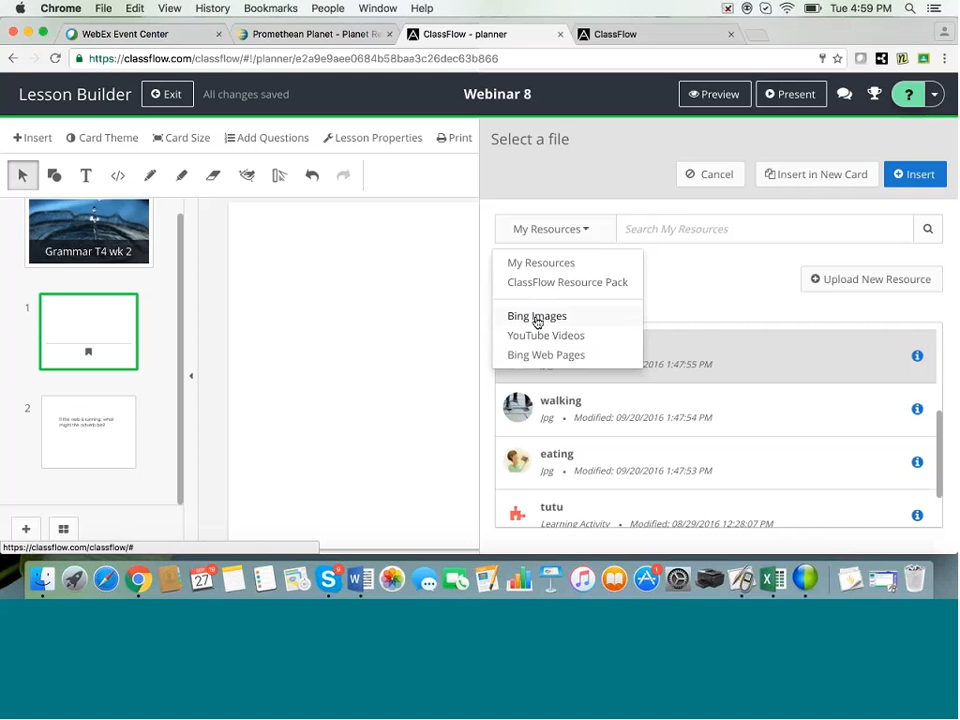 Chrome File Edit View History Bookmarks People Window Help Tue 4:59 PM
WebEx Event Center
Promethean Planet - Planet Re
ClassFlow - planner
ClassFlow
https://classflow.com/classflow/#!/planner/e2a9e9aee0684b58baa3c26dec63b866
Lesson Builder Exit All changes saved Webinar 8 Preview Present ?
Insert Card Theme Card Size Add Questions Lesson Properties Print
Select a file
Cancel Insert in New Card Insert
My Resources Search My Resources
My Resources
ClassFlow Resource Pack
Bing Images
YouTube Videos
Bing Web Pages
Upload New Resource
Grammar T4 wk 2
1
2
1:47:55 PM
walking
Jpg • Modified: 09/20/2016 1:47:54 PM
eating
Jpg • Modified: 09/20/2016 1:47:53 PM
tutu
Learning Activity • Modified: 08/29/2016 12:28:07 PM
https://classflow.com/classflow/#